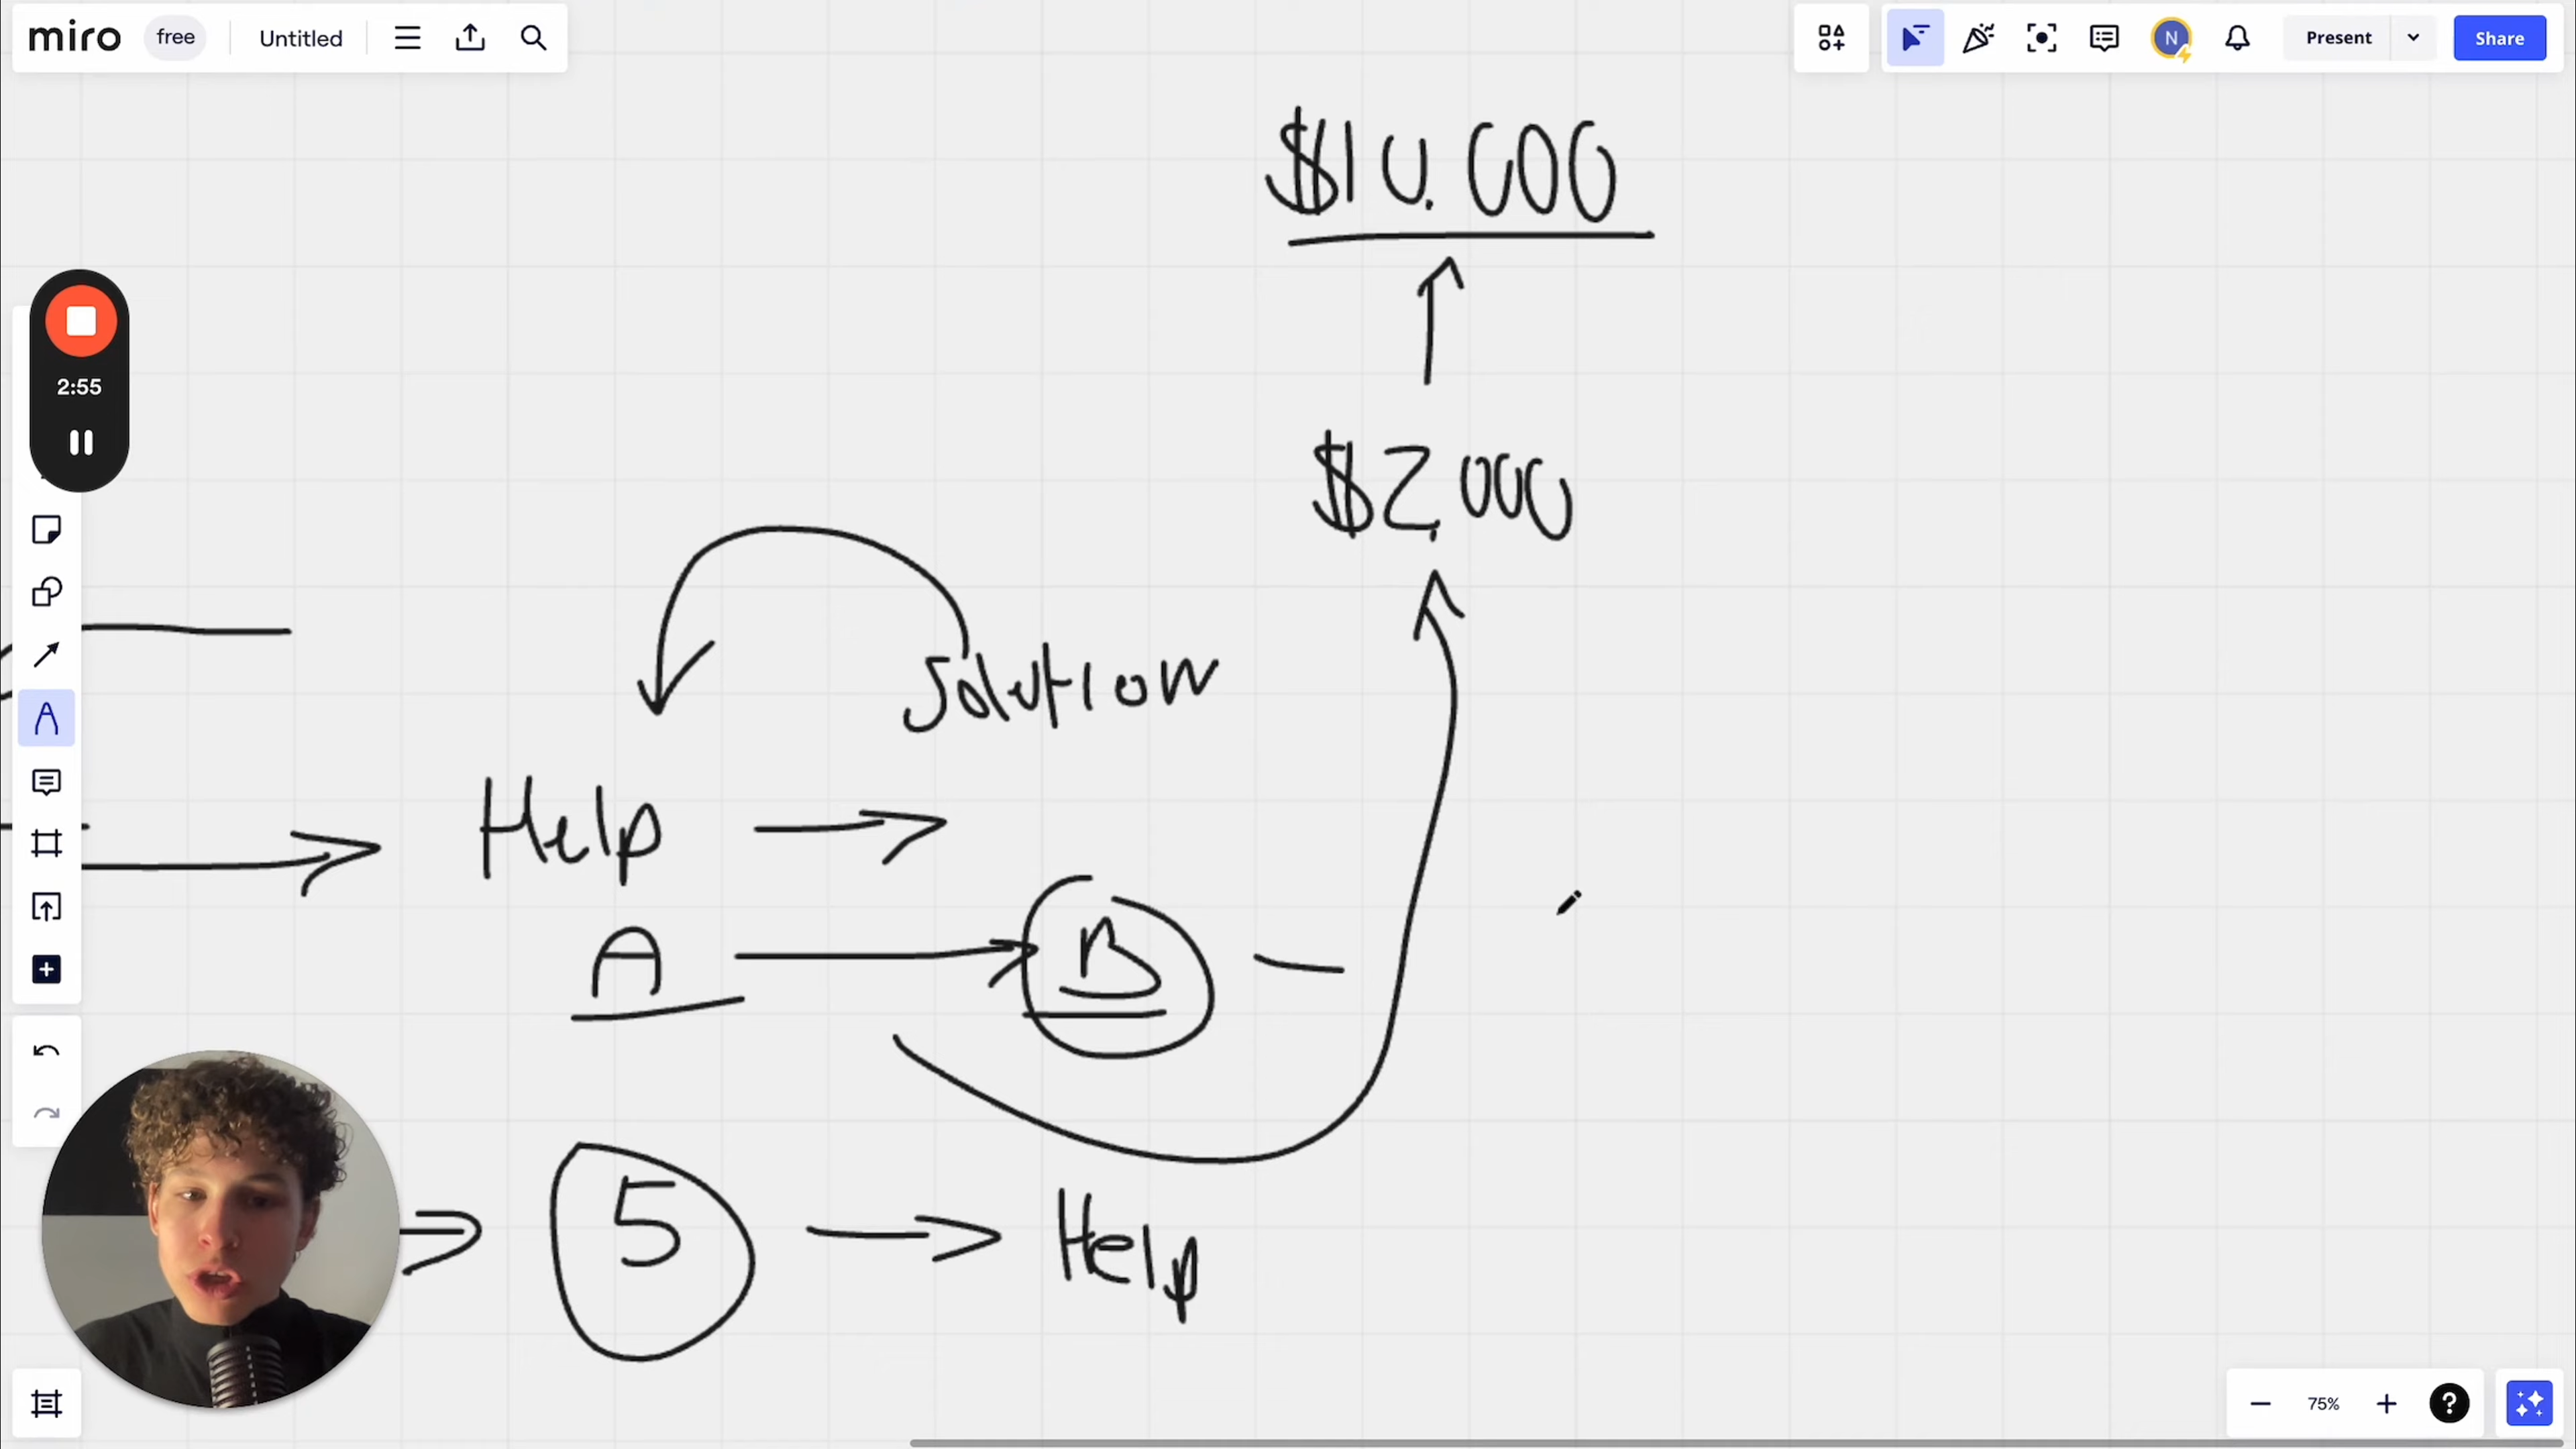 miro free Untitled
N Present Share
$10.000
2:55
$2.000
Solution
Help
A B
5 Help
75% ?